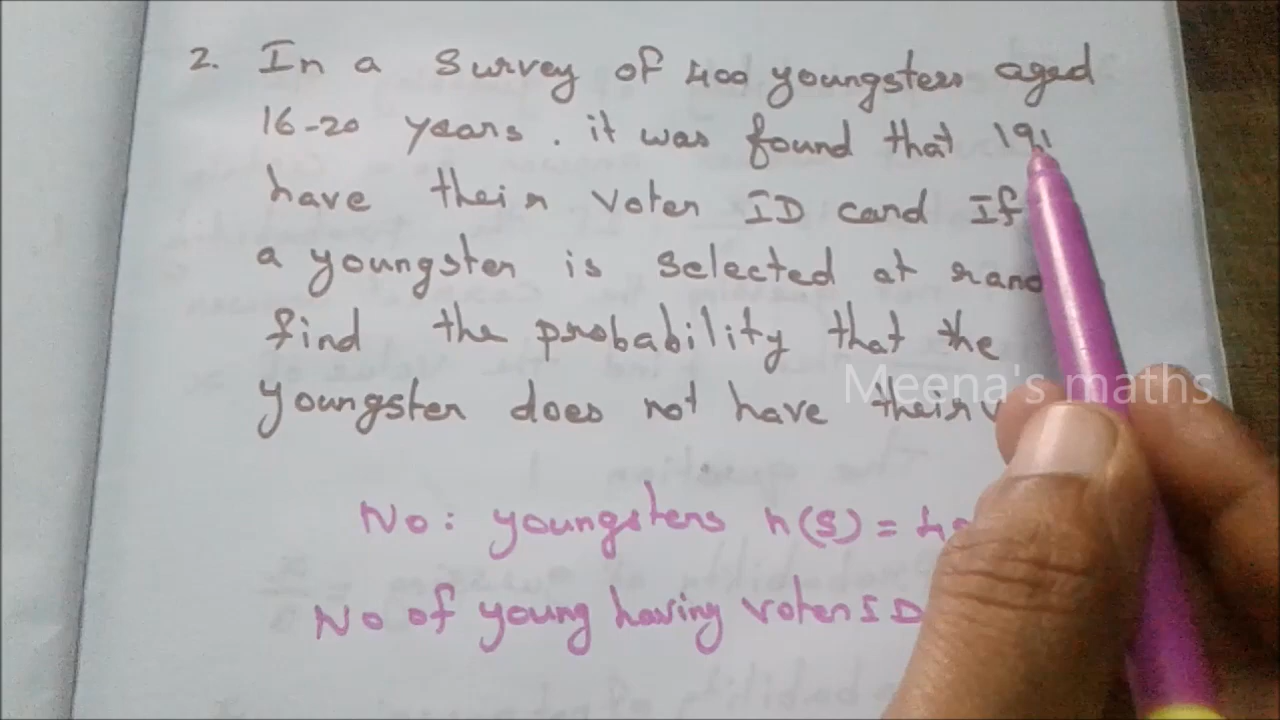 2. In a Survey of 400 youngsters aged
16-20 years. it was found that 191
have their Voter ID card If
a youngster is selected at
find the probability that the
youngster does not have their
Meena's maths
No: youngsters n(S) =
No of young having voter ID